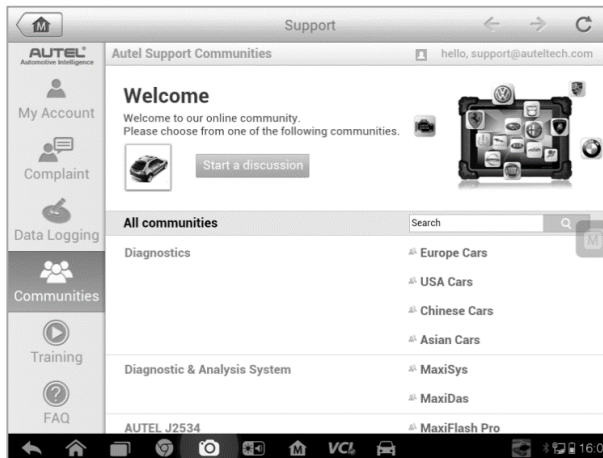 M
Support
AUTEL®
Automotive Intelligence
Autel Support Communities
hello, support@auteltech.com
My Account
Complaint
Data Logging
Communities
Training
FAQ
Welcome
Welcome to our online community.
Please choose from one of the following communities.
Start a discussion
All communities
Search
M
Diagnostics
Europe Cars
USA Cars
Chinese Cars
Asian Cars
Diagnostic & Analysis System
MaxiSys
MaxiDas
AUTEL J2534
MaxiFlash Pro
M
VCI